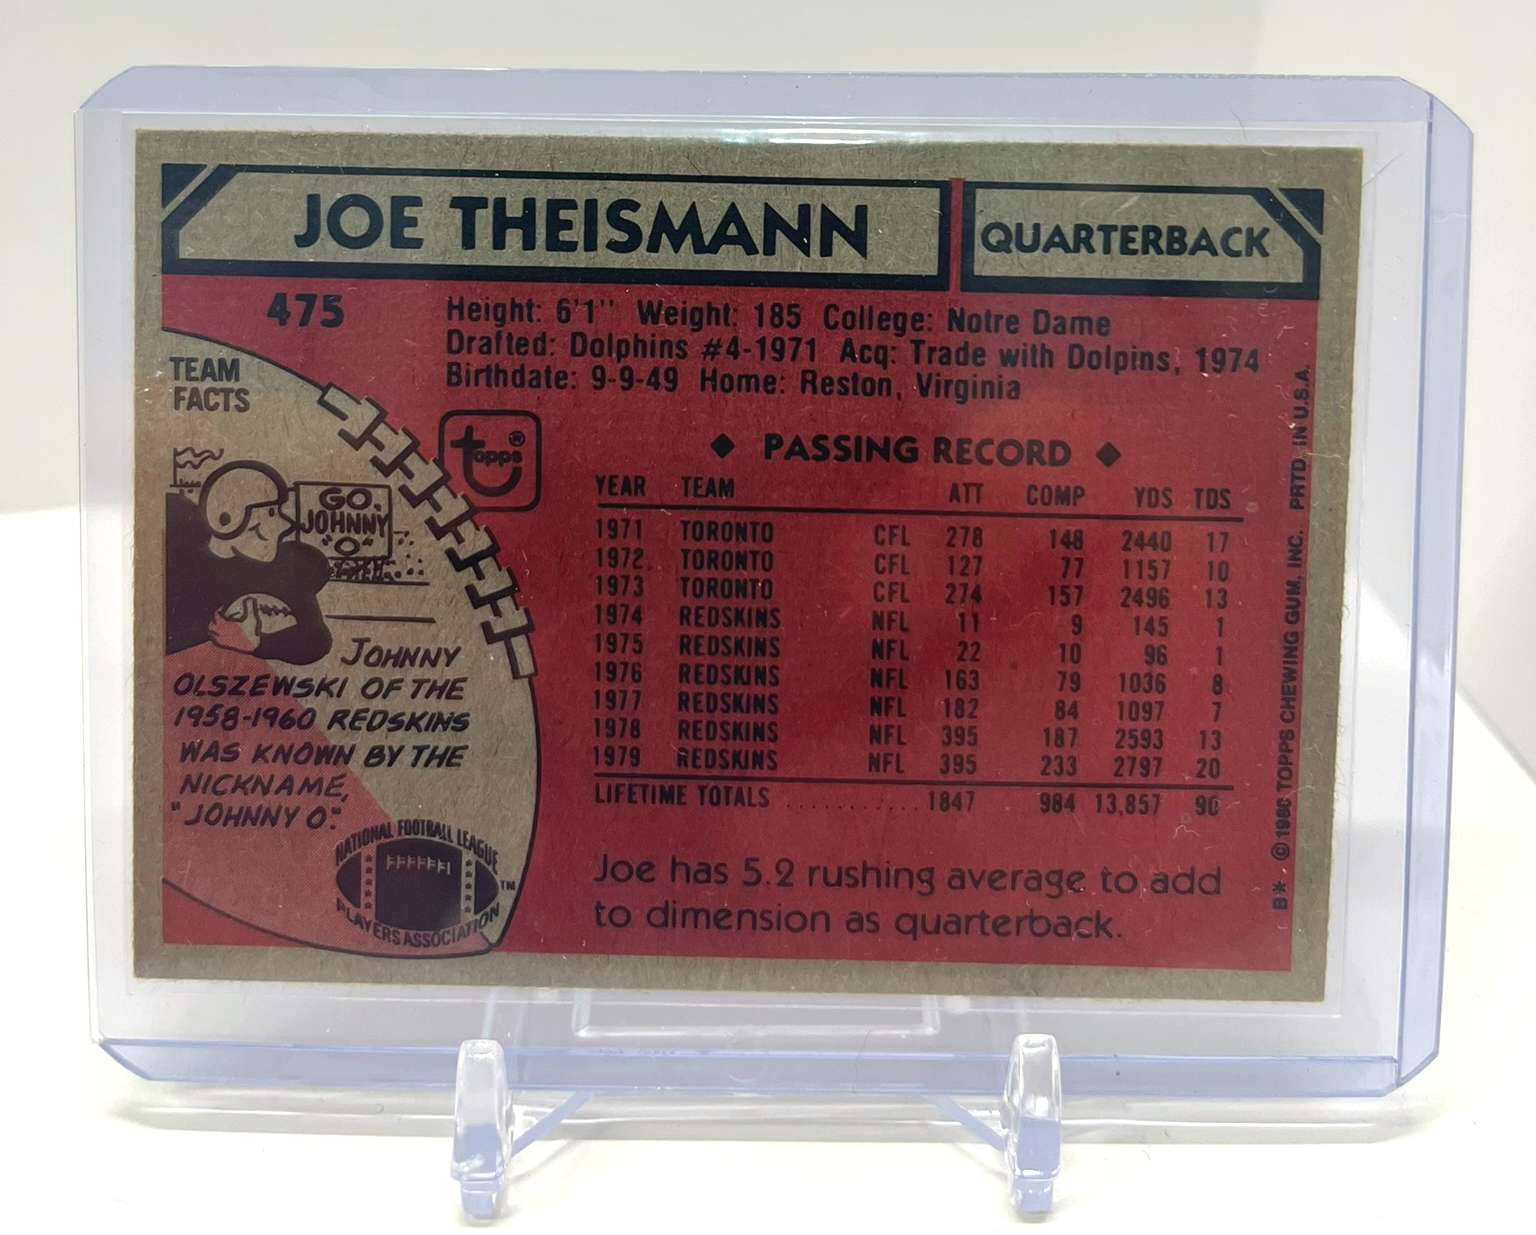 JOE THEISMANN
QUARTERBACK
475
Height: 6'1" Weight: 185 College: Notre Dame
Drafted: Dolphins #4-1971 Acq: Trade with Dolpins, 1974
Birthdate: 9-9-49 Home: Reston, Virginia
TEAM
FACTS
GO
JOHNNY
"O"
JOHNNY
OLSZEWSKI OF THE
1958-1960 REDSKINS
WAS KNOWN BY THE
NICKNAME,
"JOHNNY O."
topps®
NATIONAL FOOTBALL LEAGUE
PLAYERS ASSOCIATION
TM
◆ PASSING RECORD ◆
YEAR TEAM ATT COMP YDS TDS
1971 TORONTO CFL 278 148 2440 17
1972 TORONTO CFL 127 77 1157 10
1973 TORONTO CFL 274 157 2496 13
1974 REDSKINS NFL 11 9 145 1
1975 REDSKINS NFL 22 10 96 1
1976 REDSKINS NFL 163 79 1036 8
1977 REDSKINS NFL 182 84 1097 7
1978 REDSKINS NFL 395 187 2593 13
1979 REDSKINS NFL 395 233 2797 20
LIFETIME TOTALS ............ 1847 984 13,857 90
Joe has 5.2 rushing average to add
to dimension as quarterback.
B* © 1980 TOPPS CHEWING GUM, INC. PRTD. IN U.S.A.